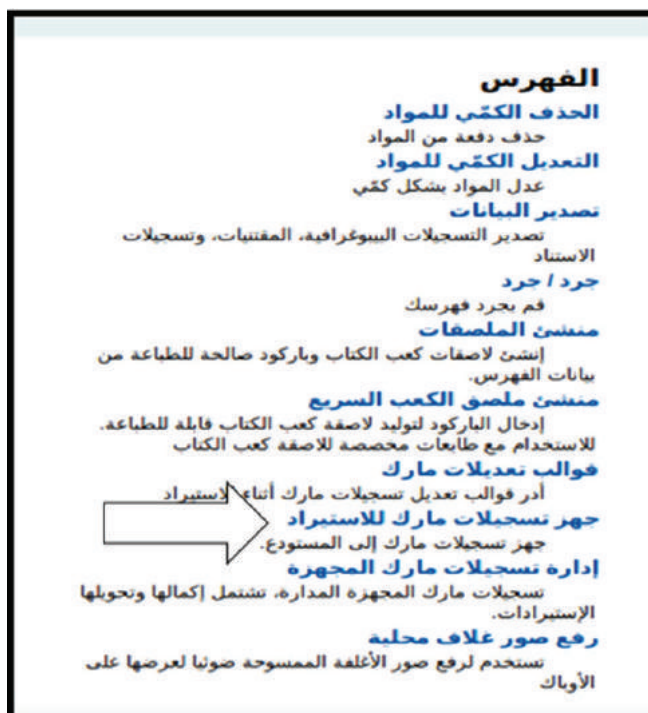 الفهرس
الحذف الكمّي للمواد
حذف دفعة من المواد
التعديل الكمّي للمواد
عدل المواد بشكل كمّي
تصدير البيانات
تصدير التسجيلات الببيوغرافية، المقتنيات، وتسجيلات
الاستناد
جرد / جرد
قم بجرد فهرسك
منشئ الملصقات
إنشئ لاصقات كعب الكتاب وباركود صالحة للطباعة من
بيانات الفهرس.
منشئ ملصق الكعب السريع
إدخال الباركود لتوليد لاصقة كعب الكتاب قابلة للطباعة.
للاستخدام مع طابعات مخصصة للاصقة كعب الكتاب
قوالب تعديلات مارك
أدر قوالب تعديل تسجيلات مارك أثناء الاستيراد
جهز تسجيلات مارك للاستيراد
جهز تسجيلات مارك إلى المستودع.
إدارة تسجيلات مارك المجهزة
تسجيلات مارك المجهزة المدارة، تشتمل إكمالها وتحويلها
الإستيرادات.
رفع صور غلاف محلية
تستخدم لرفع صور الأغلفة الممسوحة ضوئيا لعرضها على
الأوباك